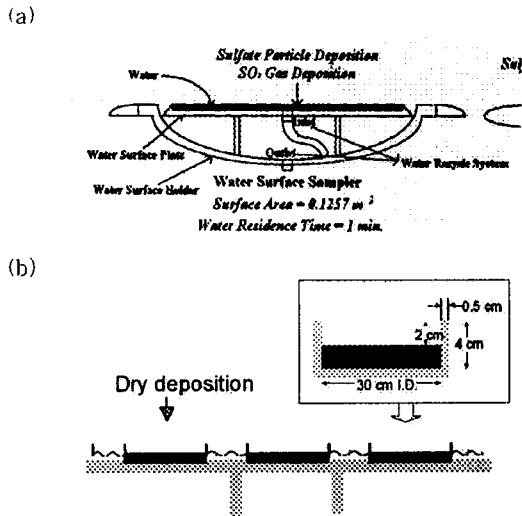 (a)
Sulfate Particle Deposition
SO₂ Gas Deposition
Sulf
Water
Inlet
Outlet
Water Surface Plate
Water Recycle System
Water Surface Holder
Water Surface Sampler
Surface Area = 0.1257 m²
Water Residence Time = 1 min.
(b)
0.5 cm
2 cm
4 cm
30 cm I.D.
Dry deposition